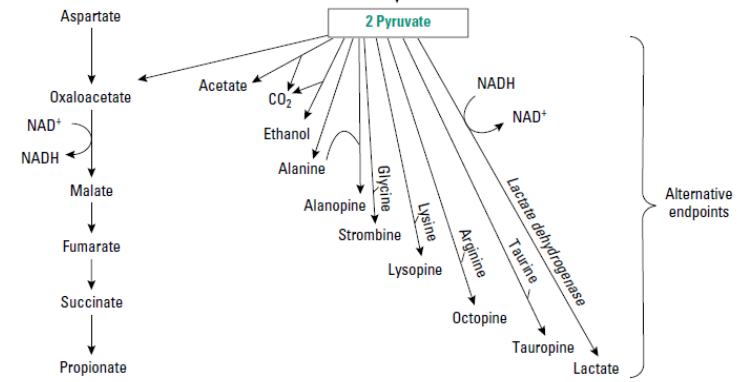 Aspartate
2 Pyruvate
Oxaloacetate
Acetate
CO2
NADH
NAD+
NAD+
NADH
Ethanol
Alanine
Malate
Alanopine
Glycine
Strombine
Lysine
Lysopine
Arginine
Octopine
Taurine
Tauropine
Lactate dehydrogenase
Lactate
Alternative
endpoints
Fumarate
Succinate
Propionate